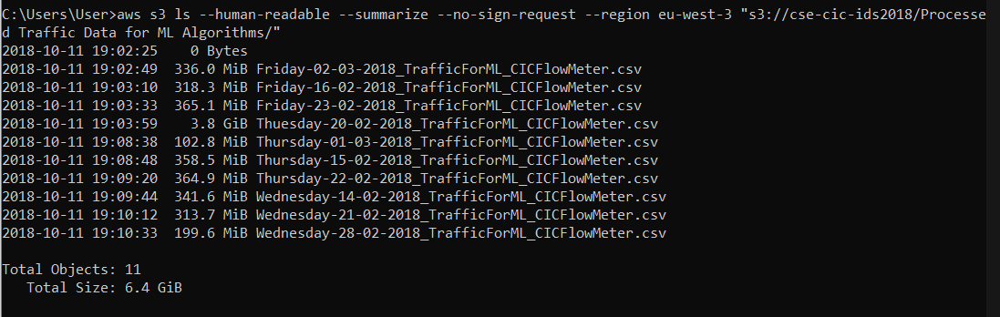 C:\Users\User>aws s3 ls --human-readable --summarize --no-sign-request --region eu-west-3 "s3://cse-cic-ids2018/Processe
d Traffic Data for ML Algorithms/"
2018-10-11 19:02:25    0 Bytes
2018-10-11 19:02:49  336.0 MiB Friday-02-03-2018_TrafficForML_CICFlowMeter.csv
2018-10-11 19:03:10  318.3 MiB Friday-16-02-2018_TrafficForML_CICFlowMeter.csv
2018-10-11 19:03:33  365.1 MiB Friday-23-02-2018_TrafficForML_CICFlowMeter.csv
2018-10-11 19:03:59    3.8 GiB Thuesday-20-02-2018_TrafficForML_CICFlowMeter.csv
2018-10-11 19:08:38  102.8 MiB Thursday-01-03-2018_TrafficForML_CICFlowMeter.csv
2018-10-11 19:08:48  358.5 MiB Thursday-15-02-2018_TrafficForML_CICFlowMeter.csv
2018-10-11 19:09:20  364.9 MiB Thursday-22-02-2018_TrafficForML_CICFlowMeter.csv
2018-10-11 19:09:44  341.6 MiB Wednesday-14-02-2018_TrafficForML_CICFlowMeter.csv
2018-10-11 19:10:12  313.7 MiB Wednesday-21-02-2018_TrafficForML_CICFlowMeter.csv
2018-10-11 19:10:33  199.6 MiB Wednesday-28-02-2018_TrafficForML_CICFlowMeter.csv
Total Objects: 11
   Total Size: 6.4 GiB